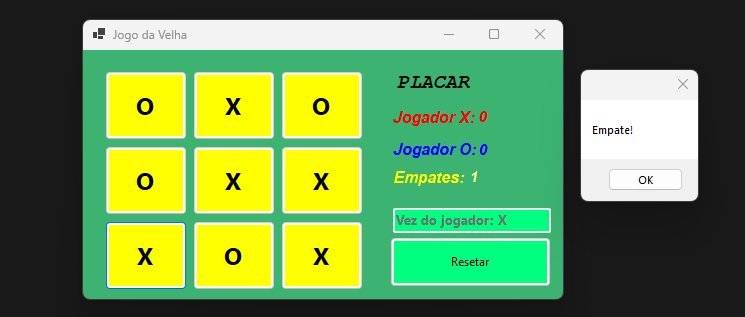 Jogo da Velha
O X O
O X X
X O X
PLACAR
Jogador X: 0
Jogador O: 0
Empates: 1
Vez do jogador: X
Resetar
Empate!
OK